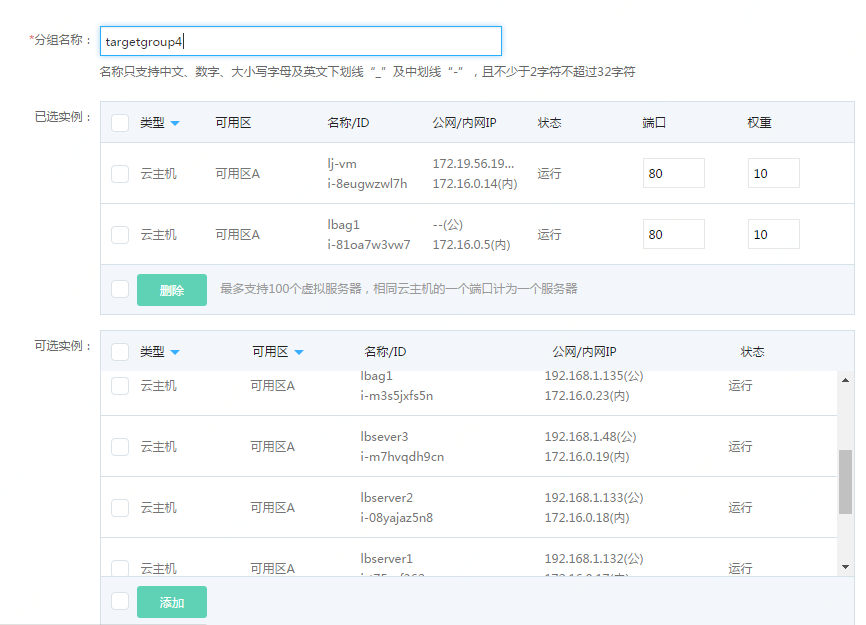 *分组名称： targetgroup4
名称只支持中文、数字、大小写字母及英文下划线“_”及中划线“-”，且不少于2字符不超过32字符
已选实例： 类型 可用区 名称/ID 公网/内网IP 状态 端口 权重
云主机 可用区A lj-vm 172.19.56.19... 运行 80 10
i-8eugwzwl7h 172.16.0.14(内)
云主机 可用区A lbag1 --(公) 运行 80 10
i-81oa7w3vw7 172.16.0.5(内)
删除 最多支持100个虚拟服务器，相同云主机的一个端口计为一个服务器
可选实例： 类型 可用区 名称/ID 公网/内网IP 状态
云主机 可用区A lbag1 192.168.1.135(公) 运行
i-m3s5jxfs5n 172.16.0.23(内)
云主机 可用区A lbsever3 192.168.1.48(公) 运行
i-m7hvqdh9cn 172.16.0.19(内)
云主机 可用区A lbserver2 192.168.1.133(公) 运行
i-08yajaz5n8 172.16.0.18(内)
云主机 可用区A lbserver1 192.168.1.132(公) 运行
添加